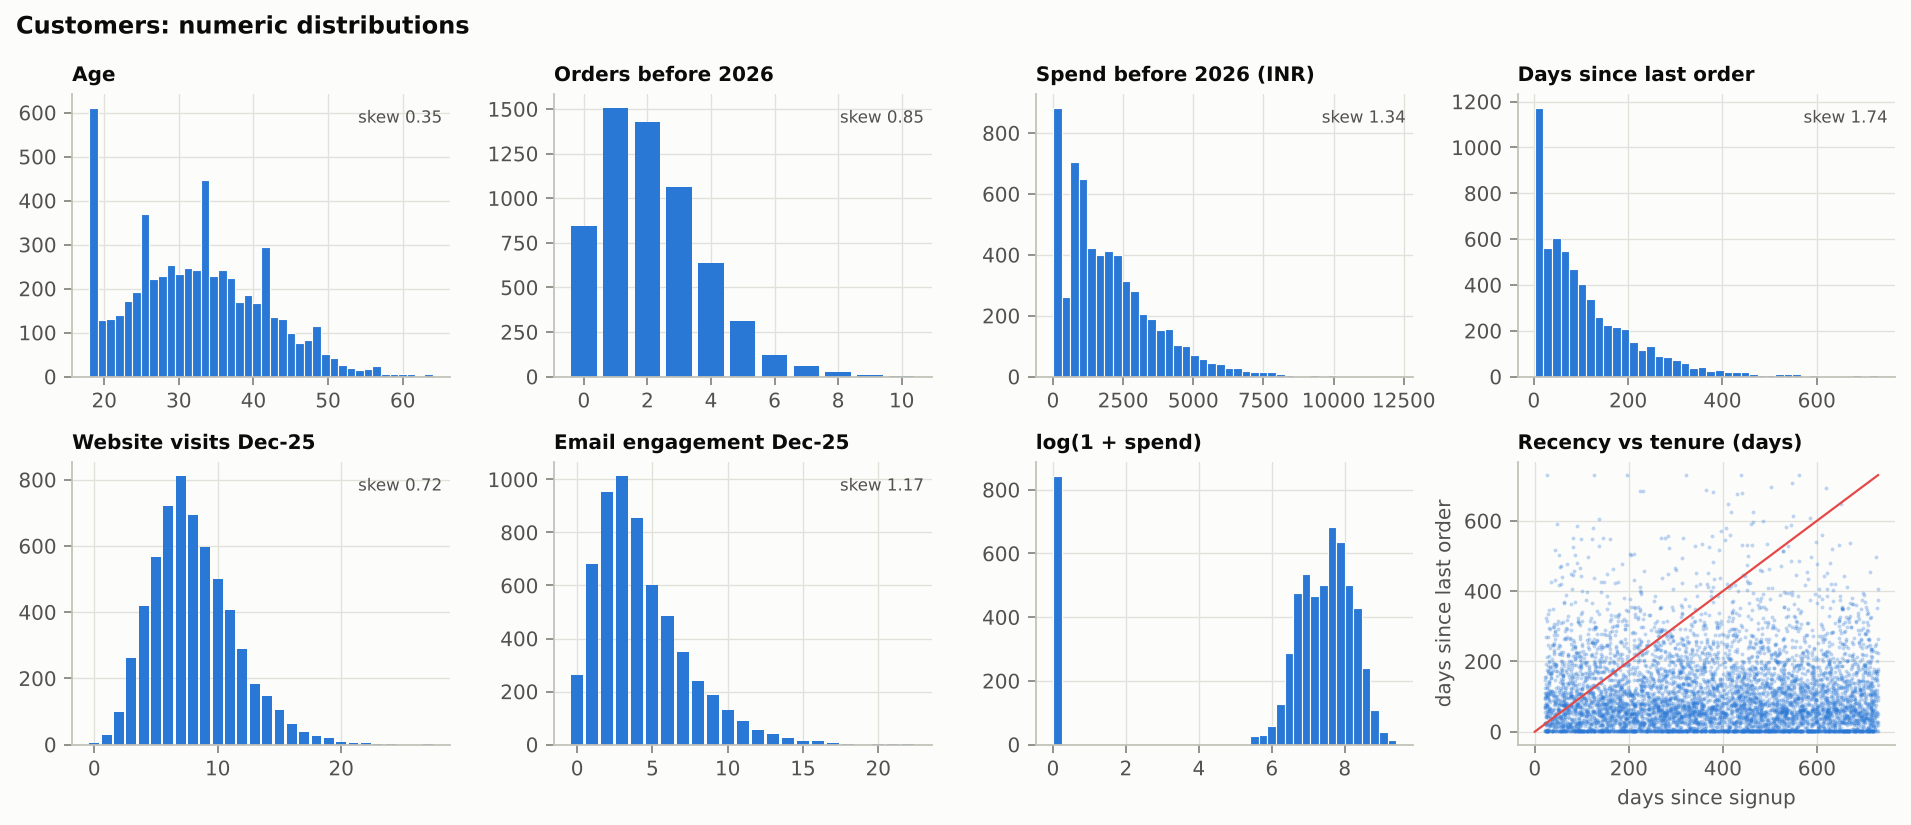 Customers: numeric distributions
Age
skew 0.35
600
500
400
300
200
100
0
20 30 40 50 60
Orders before 2026
skew 0.85
1500
1250
1000
750
500
250
0
0 2 4 6 8 10
Spend before 2026 (INR)
skew 1.34
800
600
400
200
0
0 2500 5000 7500 10000 12500
Days since last order
skew 1.74
1200
1000
800
600
400
200
0
0 200 400 600
Website visits Dec-25
skew 0.72
800
600
400
200
0
0 10 20
Email engagement Dec-25
skew 1.17
1000
800
600
400
200
0
0 5 10 15 20
log(1 + spend)
800
600
400
200
0
0 2 4 6 8
Recency vs tenure (days)
days since last order
600
400
200
0
0 200 400 600
days since signup